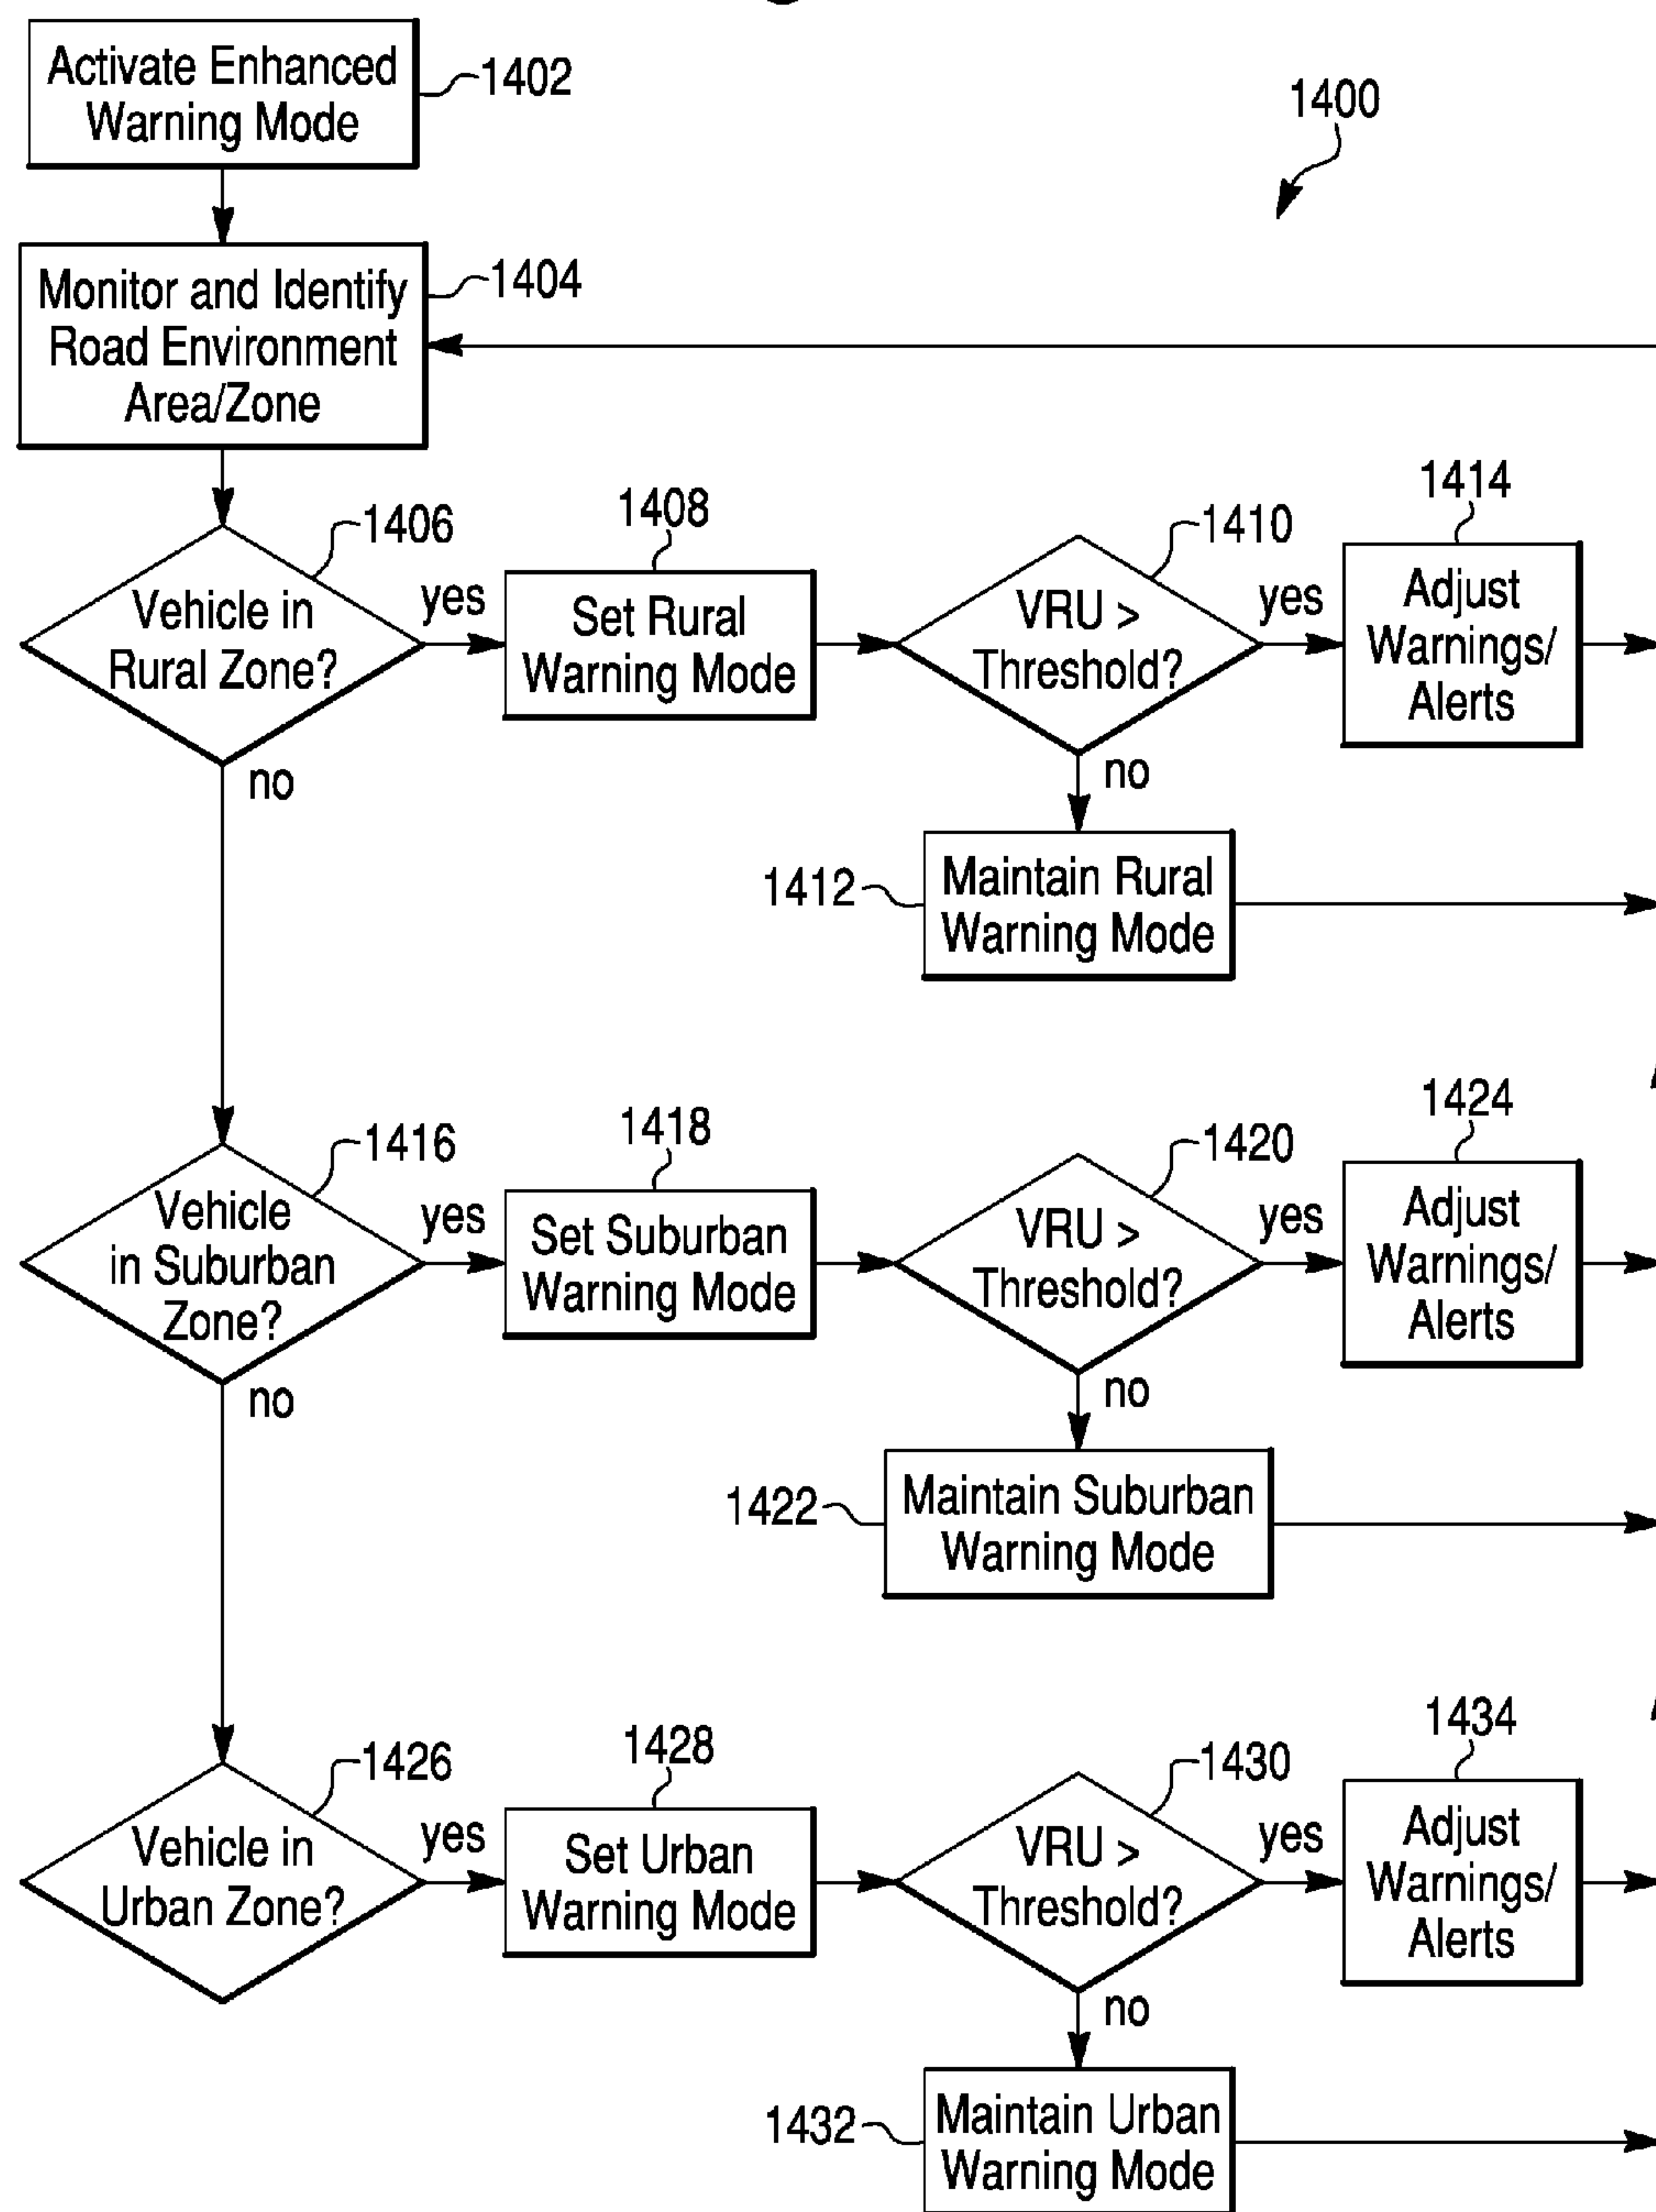 Activate Enhanced
Warning Mode
1402
1400
Monitor and Identify
Road Environment
Area/Zone
1404
Vehicle in
Rural Zone?
1406
yes
no
1408
Set Rural
Warning Mode
1410
VRU >
Threshold?
yes
no
1414
Adjust
Warnings/
Alerts
1412
Maintain Rural
Warning Mode
1416
Vehicle
in Suburban
Zone?
yes
no
1418
Set Suburban
Warning Mode
1420
VRU >
Threshold?
yes
no
1424
Adjust
Warnings/
Alerts
1422
Maintain Suburban
Warning Mode
1426
Vehicle in
Urban Zone?
yes
1428
Set Urban
Warning Mode
1430
VRU >
Threshold?
yes
no
1434
Adjust
Warnings/
Alerts
1432
Maintain Urban
Warning Mode